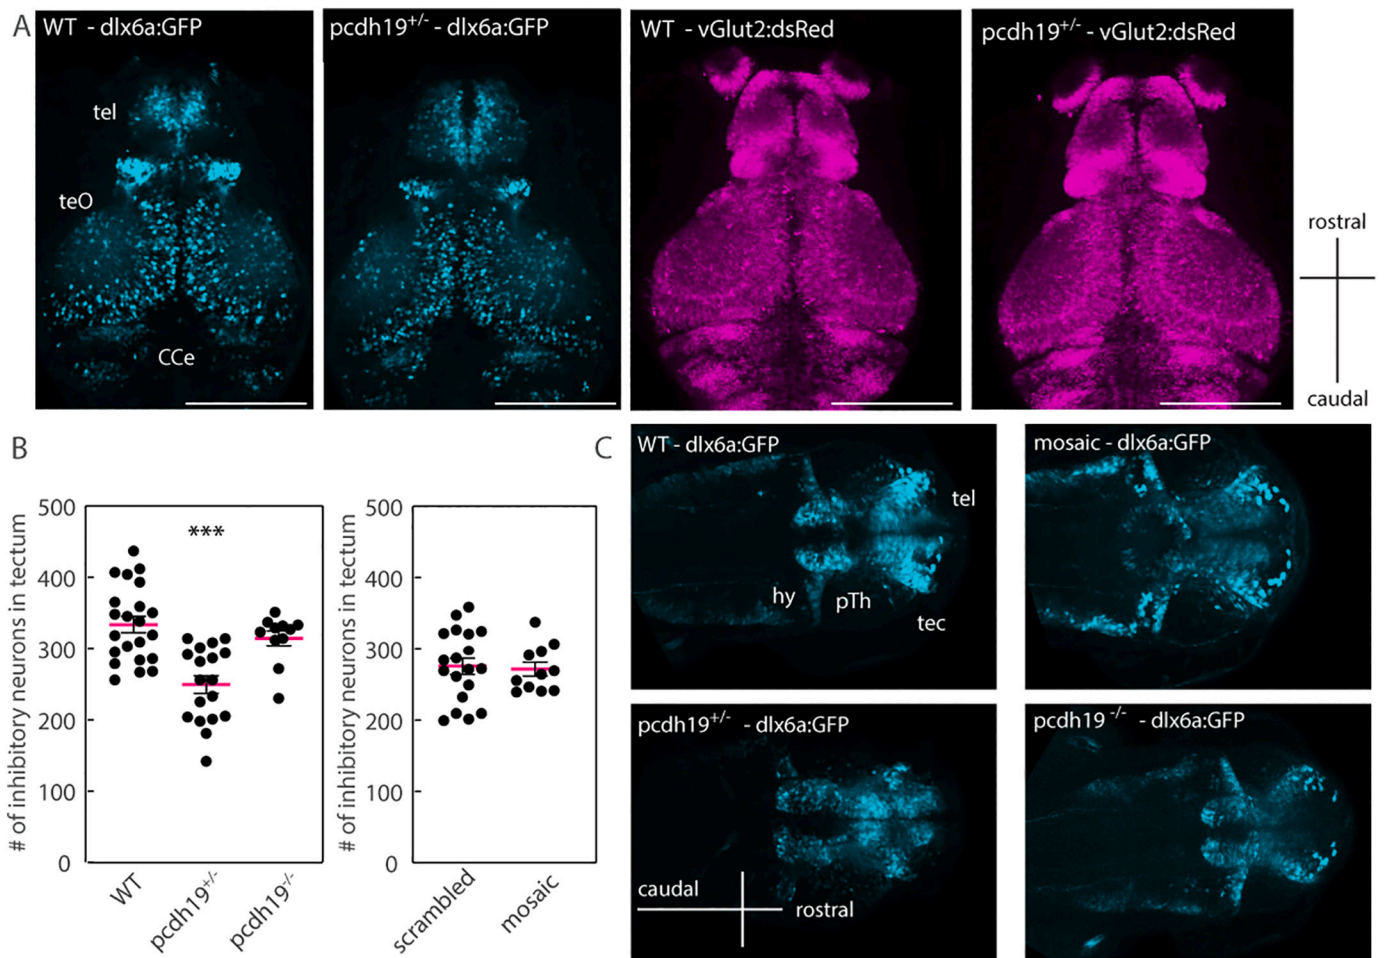 A
WT - dlx6a:GFP
pcdh19+/- - dlx6a:GFP
WT - vGlut2:dsRed
pcdh19+/- - vGlut2:dsRed
tel
teO
CCe
rostral
caudal
B
# of inhibitory neurons in tectum
500
400
300
200
100
0
***
WT
pcdh19+/-
pcdh19-/-
# of inhibitory neurons in tectum
500
400
300
200
100
0
scrambled
mosaic
C
WT - dlx6a:GFP
tel
hy
pTh
tec
mosaic - dlx6a:GFP
pcdh19+/- - dlx6a:GFP
caudal
rostral
pcdh19 -/- - dlx6a:GFP